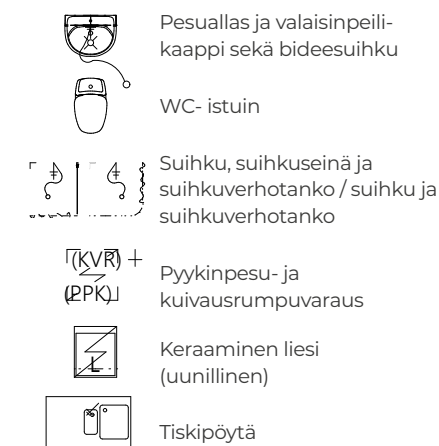 Pesuallas ja valaisinpeili-
kaappi sekä bideesuihku
WC- istuin
Suihku, suihkuseinä ja
suihkuverhotanko / suihku ja
suihkuverhotanko
(KVR) +
(PPK)
Pyykinpesu- ja
kuivausrumpuvaraus
L
Keraaminen liesi
(uunillinen)
Tiskipöytä